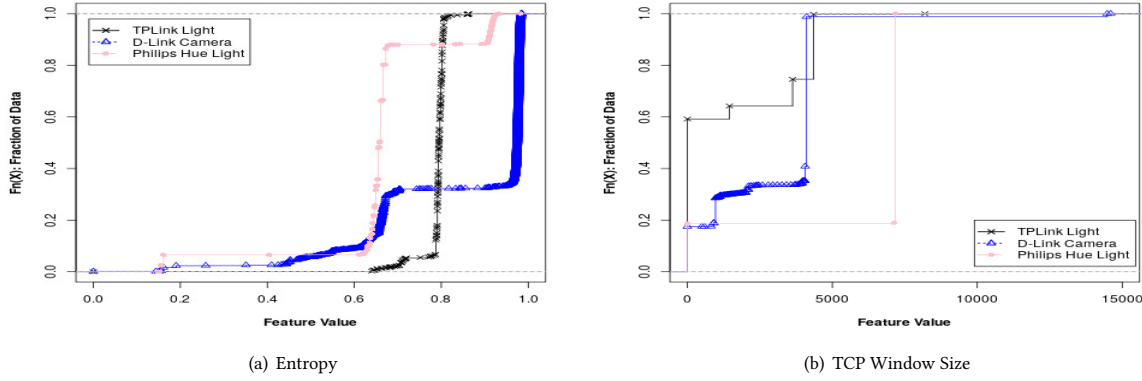 TPLink Light
D-Link Camera
Philips Hue Light
Fn(X): Fraction of Data
1.0
0.8
0.6
0.4
0.2
0.0
0.0 0.2 0.4 0.6 0.8 1.0
Feature Value
(a) Entropy
Fn(X): Fraction of Data
1.0
0.8
0.6
0.4
0.2
0.0
TPLink Light
D-Link Camera
Philips Hue Light
0 5000 10000 15000
Feature Value
(b) TCP Window Size